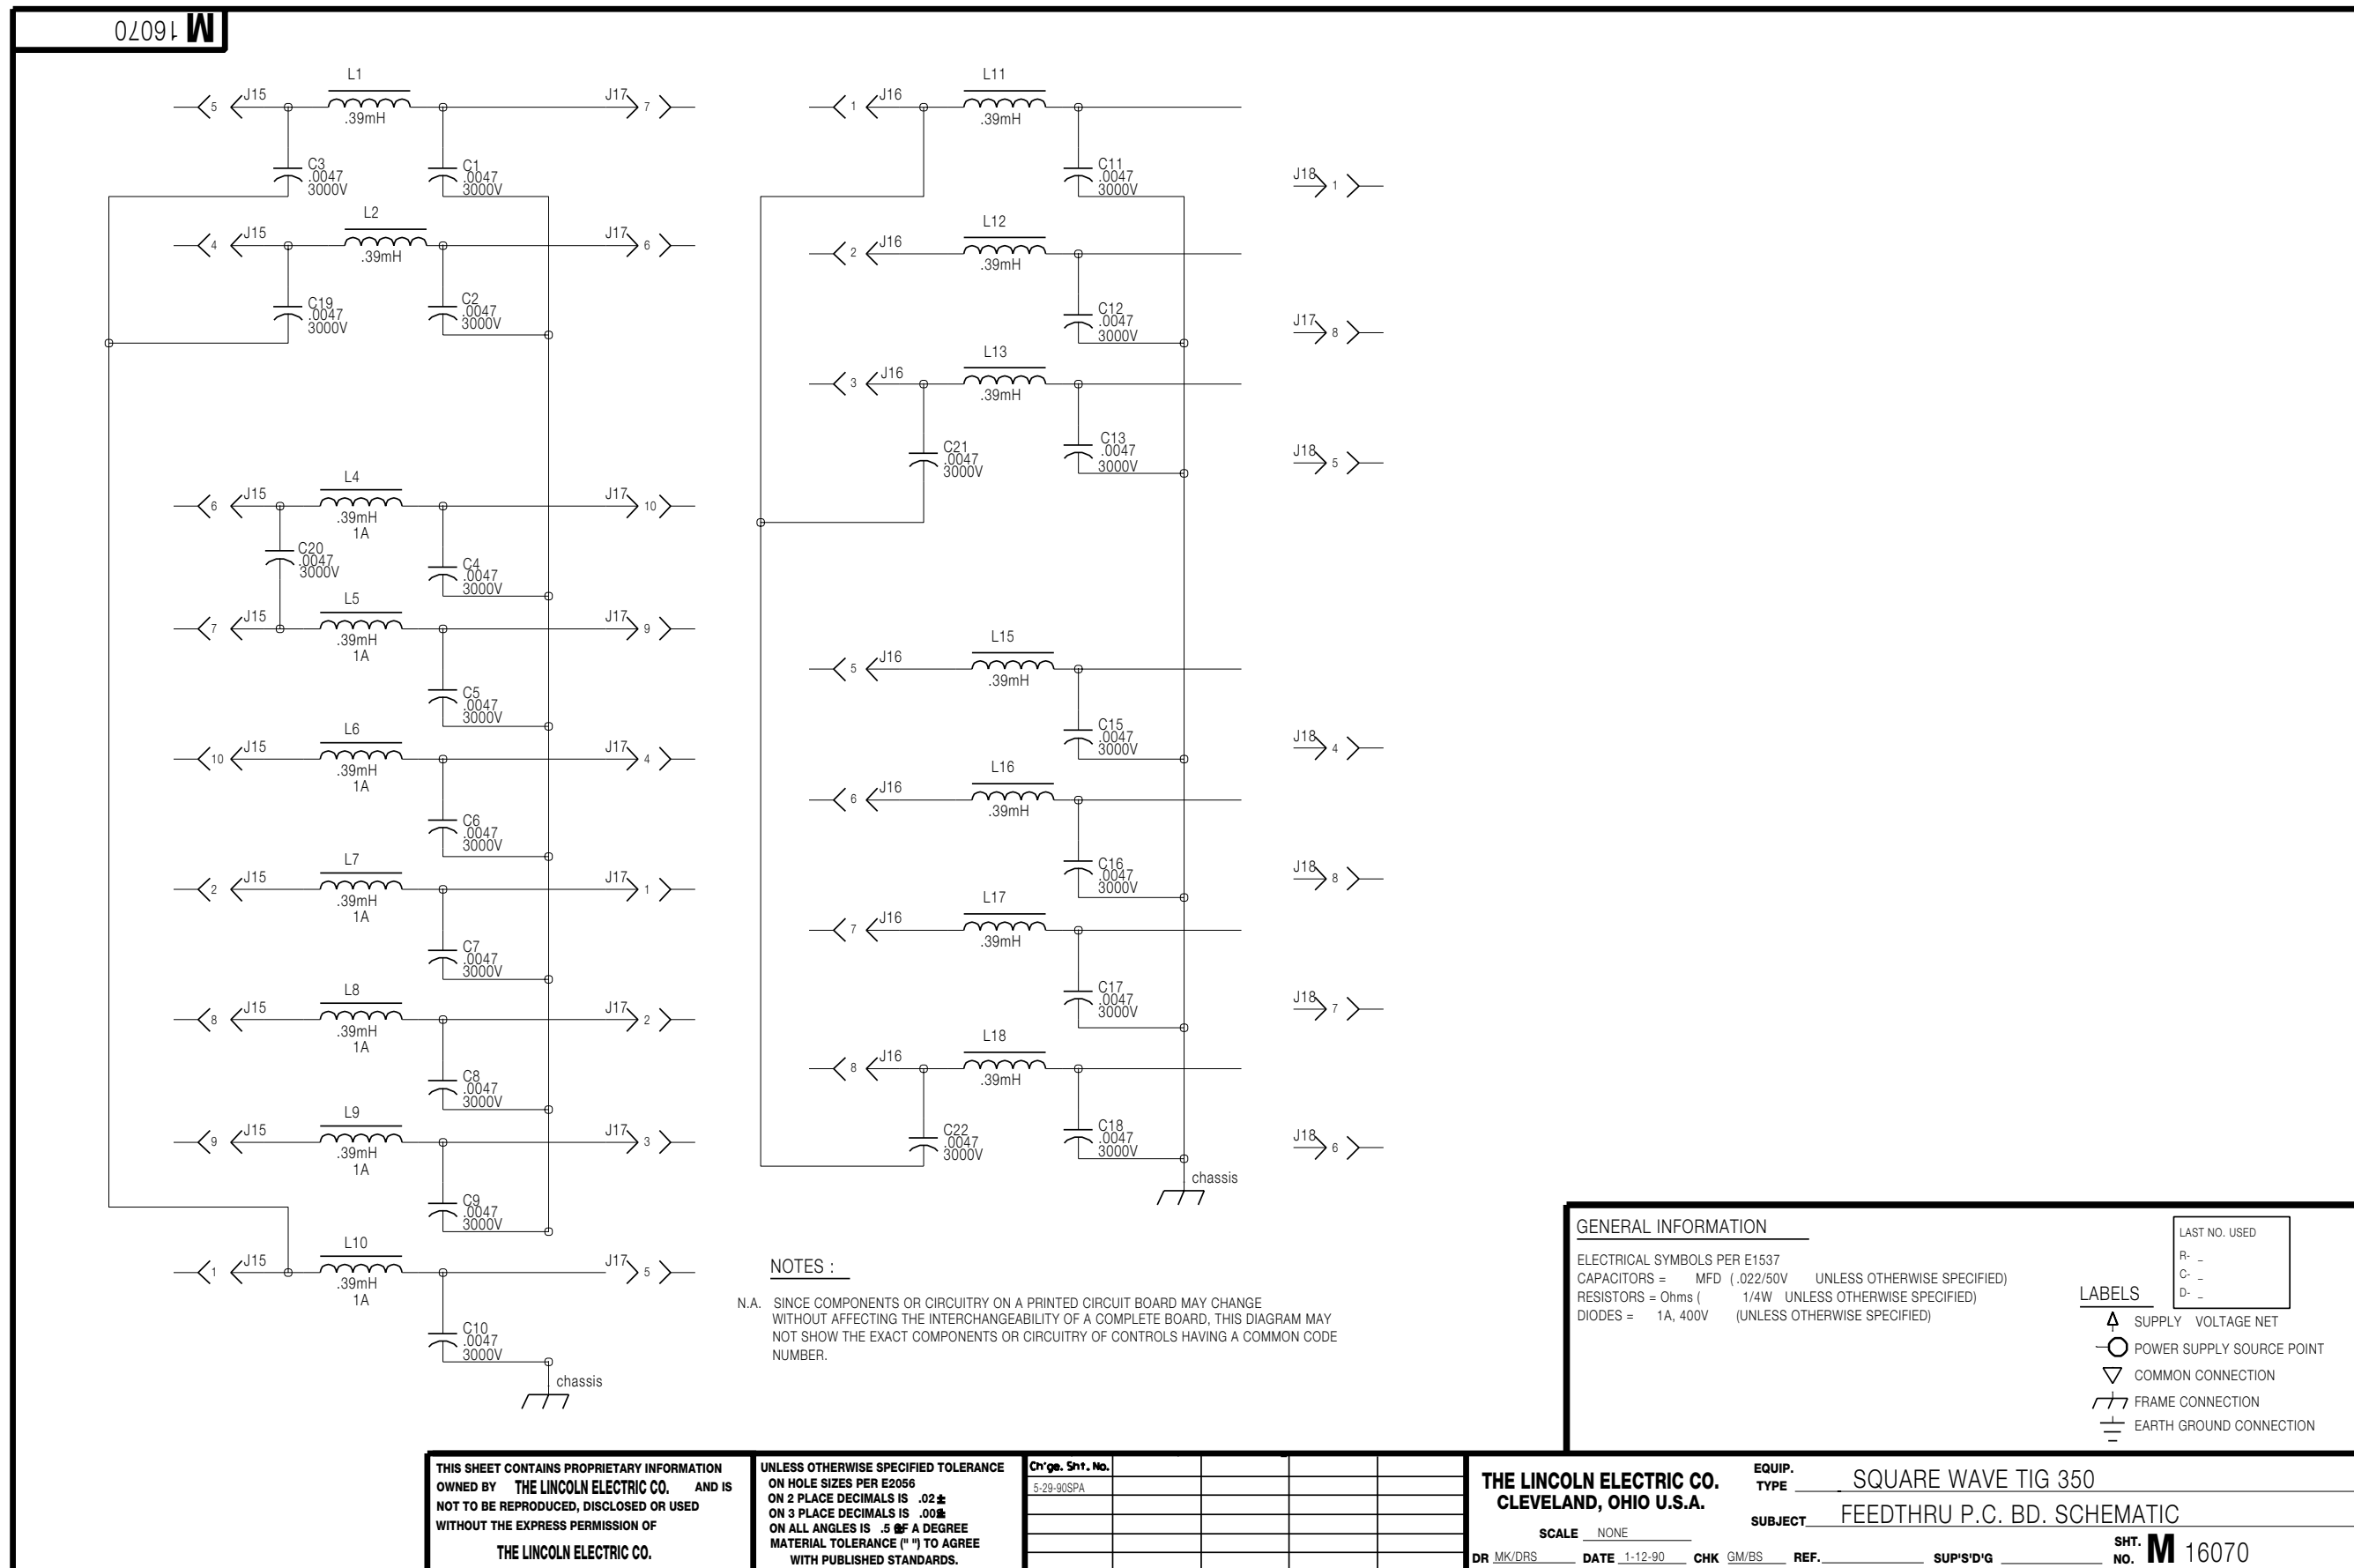 M 16070
L1
5 J15
.39mH
J17 7
C3
.0047
3000V
C1
.0047
3000V
L2
4 J15
.39mH
J17 6
C19
.0047
3000V
C2
.0047
3000V
L4
6 J15
.39mH
1A
J17 10
C20
.0047
3000V
C4
.0047
3000V
L5
7 J15
.39mH
1A
J17 9
C5
.0047
3000V
L6
10 J15
.39mH
1A
J17 4
C6
.0047
3000V
L7
2 J15
.39mH
1A
J17 1
C7
.0047
3000V
L8
8 J15
.39mH
1A
J17 2
C8
.0047
3000V
L9
9 J15
.39mH
1A
J17 3
C9
.0047
3000V
L10
1 J15
.39mH
1A
J17 5
C10
.0047
3000V
chassis
L11
1 J16
.39mH
C11
.0047
3000V
J18 1
L12
2 J16
.39mH
C12
.0047
3000V
J17 8
L13
3 J16
.39mH
C21
.0047
3000V
C13
.0047
3000V
J18 5
L15
5 J16
.39mH
C15
.0047
3000V
J18 4
L16
6 J16
.39mH
C16
.0047
3000V
J18 8
L17
7 J16
.39mH
C17
.0047
3000V
J18 7
L18
8 J16
.39mH
C22
.0047
3000V
C18
.0047
3000V
J18 6
chassis
NOTES :
N.A. SINCE COMPONENTS OR CIRCUITRY ON A PRINTED CIRCUIT BOARD MAY CHANGE
WITHOUT AFFECTING THE INTERCHANGEABILITY OF A COMPLETE BOARD, THIS DIAGRAM MAY
NOT SHOW THE EXACT COMPONENTS OR CIRCUITRY OF CONTROLS HAVING A COMMON CODE
NUMBER.
GENERAL INFORMATION
ELECTRICAL SYMBOLS PER E1537
CAPACITORS = MFD ( .022/50V UNLESS OTHERWISE SPECIFIED)
RESISTORS = Ohms ( 1/4W UNLESS OTHERWISE SPECIFIED)
DIODES = 1A, 400V (UNLESS OTHERWISE SPECIFIED)
LAST NO. USED
R- _
C- _
D- _
LABELS
SUPPLY VOLTAGE NET
POWER SUPPLY SOURCE POINT
COMMON CONNECTION
FRAME CONNECTION
EARTH GROUND CONNECTION
THIS SHEET CONTAINS PROPRIETARY INFORMATION
OWNED BY THE LINCOLN ELECTRIC CO. AND IS
NOT TO BE REPRODUCED, DISCLOSED OR USED
WITHOUT THE EXPRESS PERMISSION OF
THE LINCOLN ELECTRIC CO.
UNLESS OTHERWISE SPECIFIED TOLERANCE
ON HOLE SIZES PER E2056
ON 2 PLACE DECIMALS IS .02 ±
ON 3 PLACE DECIMALS IS .002 ±
ON ALL ANGLES IS .5 OF A DEGREE
MATERIAL TOLERANCE (" ") TO AGREE
WITH PUBLISHED STANDARDS.
Ch'ge. Sht. No.
5-29-90SPA
THE LINCOLN ELECTRIC CO.
CLEVELAND, OHIO U.S.A.
SCALE NONE
DR MK/DRS DATE 1-12-90 CHK GM/BS REF. SUP'S'D'G
EQUIP.
TYPE SQUARE WAVE TIG 350
SUBJECT FEEDTHRU P.C. BD. SCHEMATIC
SHT.
NO. M 16070